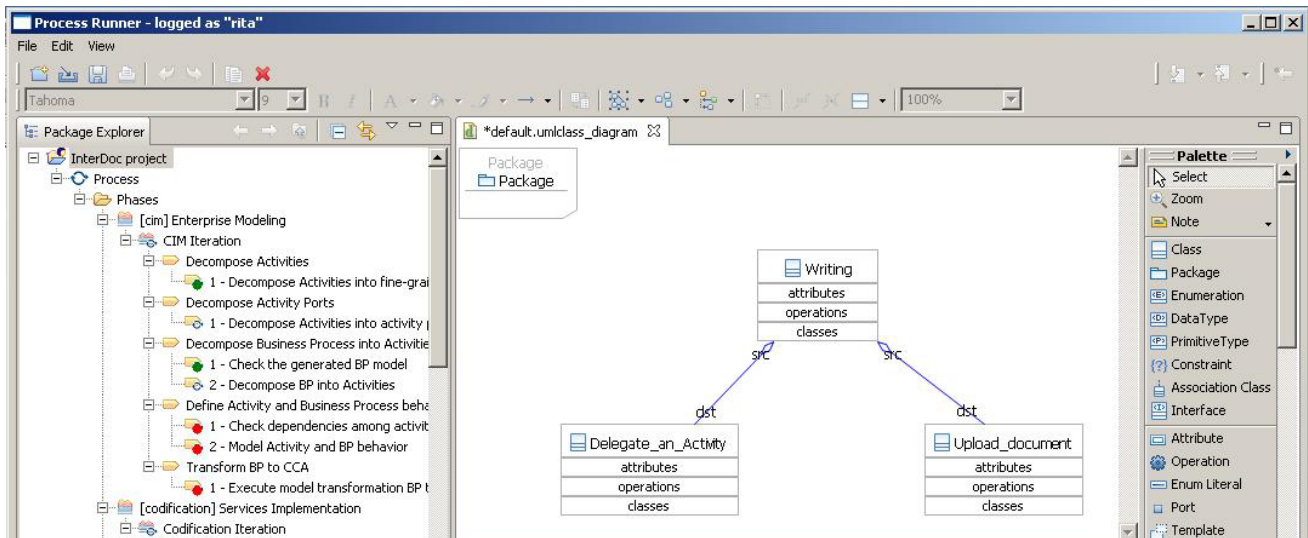 Process Runner - logged as "rita"
File Edit View
Tahoma 9 B I A 100%
Package Explorer
InterDoc project
Process
Phases
[cim] Enterprise Modeling
CIM Iteration
Decompose Activities
1 - Decompose Activities into fine-grai
Decompose Activity Ports
1 - Decompose Activities into activity
Decompose Business Process into Activitie
1 - Check the generated BP model
2 - Decompose BP into Activities
Define Activity and Business Process beha
1 - Check dependencies among activit
2 - Model Activity and BP behavior
Transform BP to CCA
1 - Execute model transformation BP t
[codification] Services Implementation
Codification Iteration
*default.umlclass_diagram
Package
Package
Writing
attributes
operations
classes
src src
dst dst
Delegate_an_Activity
attributes
operations
classes
Upload_document
attributes
operations
classes
Palette
Select
Zoom
Note
Class
Package
Enumeration
DataType
PrimitiveType
Constraint
Association Class
Interface
Attribute
Operation
Enum Literal
Port
Template